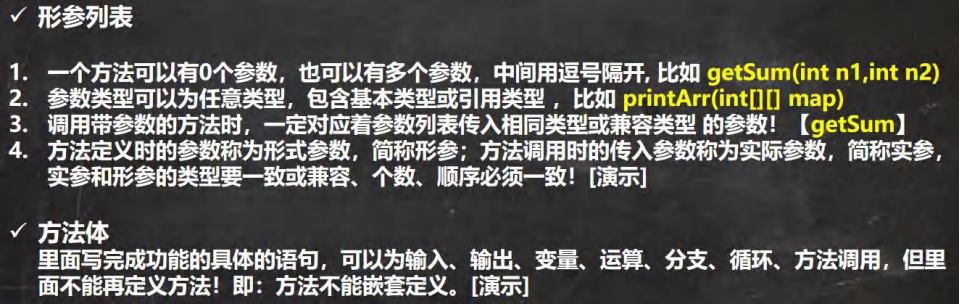 ✓ 形参列表
1. 一个方法可以有0个参数，也可以有多个参数，中间用逗号隔开, 比如 getSum(int n1,int n2)
2. 参数类型可以为任意类型，包含基本类型或引用类型 ，比如 printArr(int[][] map)
3. 调用带参数的方法时，一定对应着参数列表传入相同类型或兼容类型 的参数！【getSum】
4. 方法定义时的参数称为形式参数，简称形参；方法调用时的传入参数称为实际参数，简称实参，
实参和形参的类型要一致或兼容、个数、顺序必须一致！[演示]
✓ 方法体
里面写完成功能的具体的语句，可以为输入、输出、变量、运算、分支、循环、方法调用，但里
面不能再定义方法！即：方法不能嵌套定义。[演示]